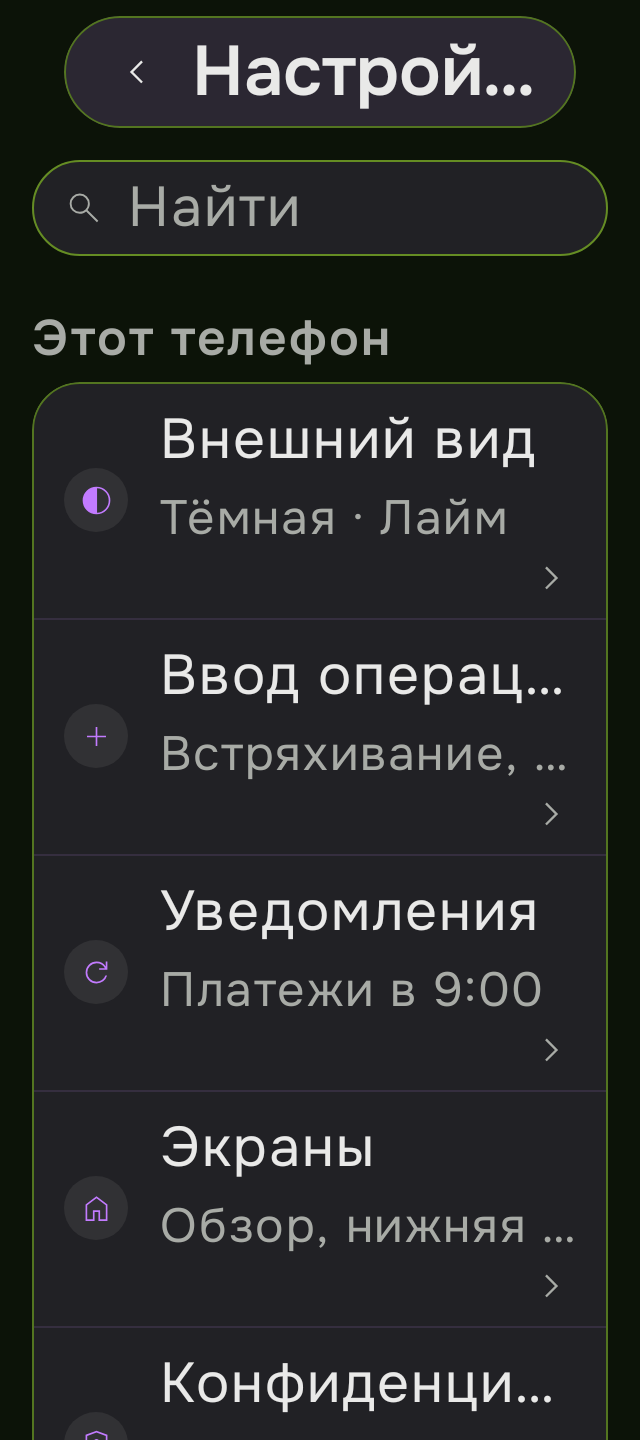 Настрой...
Найти
Этот телефон
Внешний вид
Тёмная · Лайм
Ввод операц...
Встряхивание, ...
Уведомления
Платежи в 9:00
Экраны
Обзор, нижняя ...
Конфиденци...